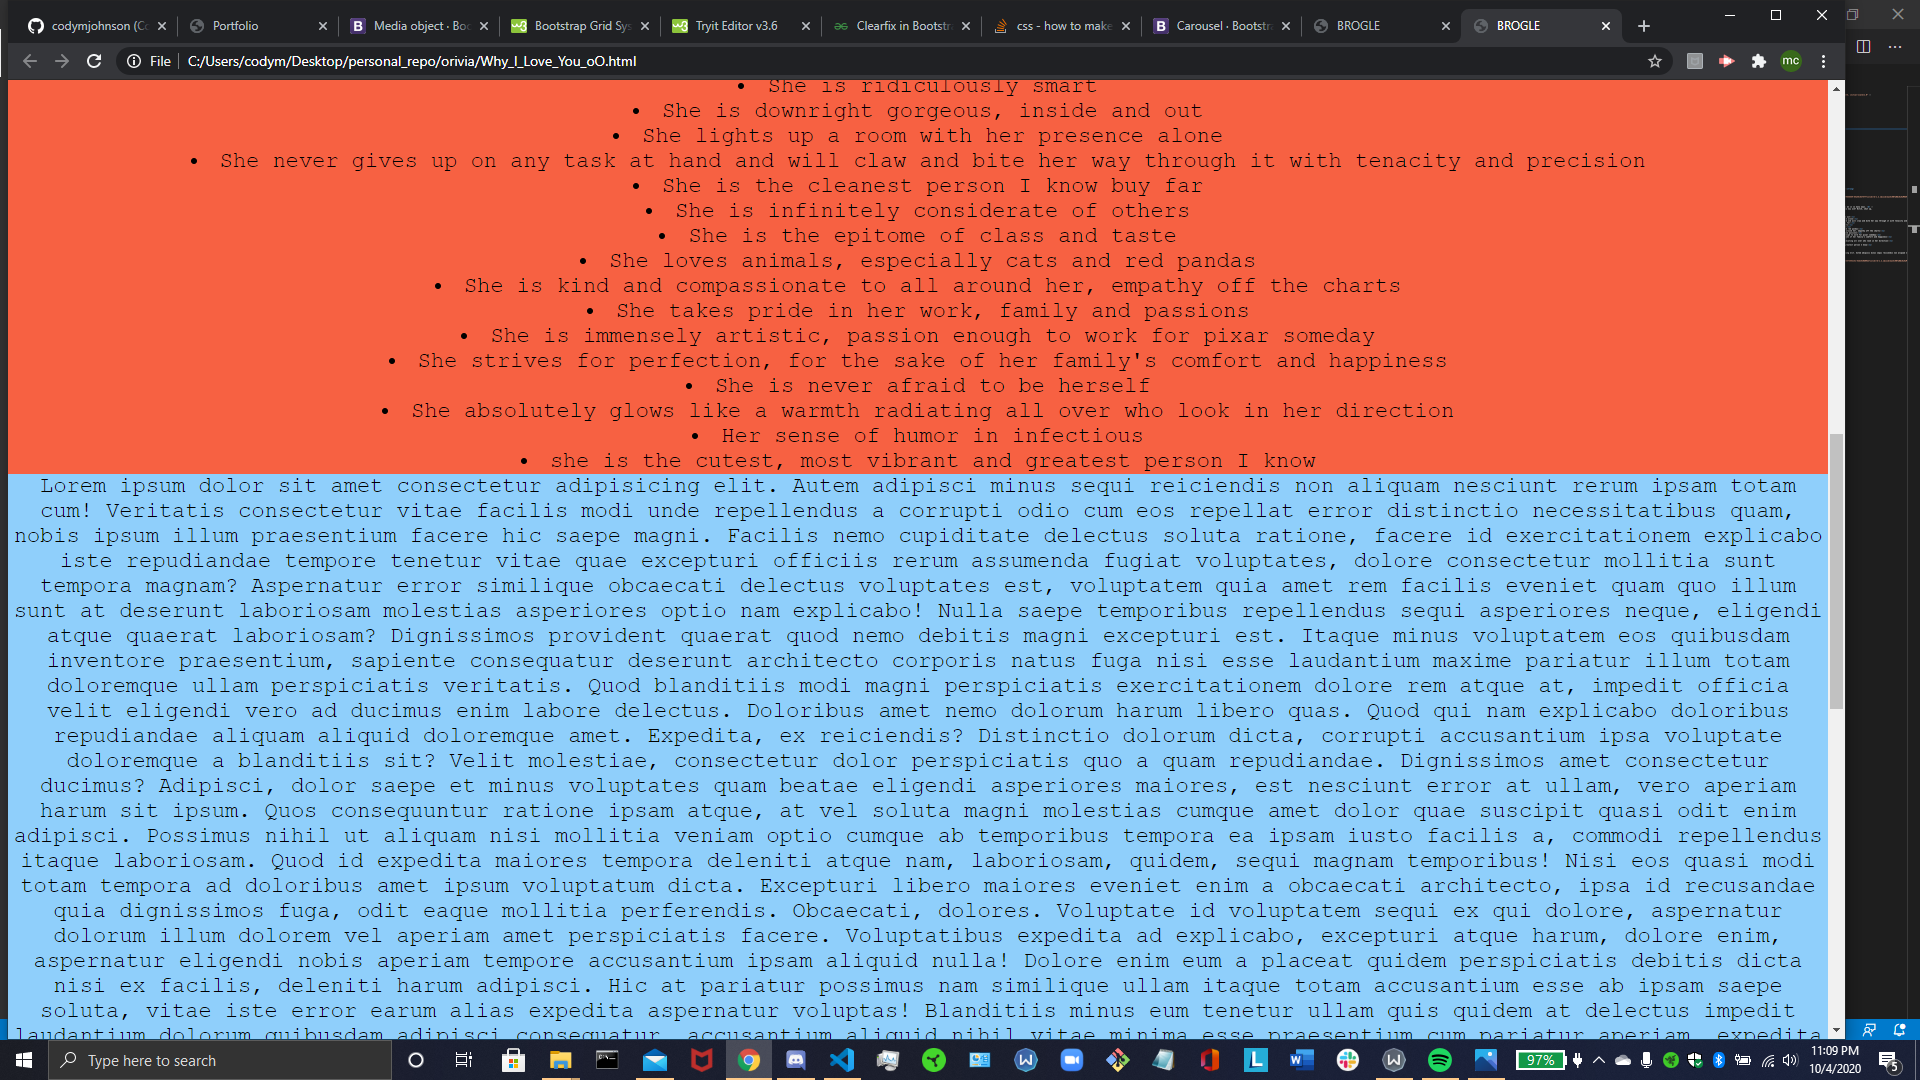 codymjohnson (Co
Portfolio
Media object · Boo
Bootstrap Grid Sys
Tryit Editor v3.6
Clearfix in Bootstr
css - how to make
Carousel · Bootstr
BROGLE
BROGLE
File
C:/Users/codym/Desktop/personal_repo/orivia/Why_I_Love_You_oO.html
mc
She is ridiculously smart
She is downright gorgeous, inside and out
She lights up a room with her presence alone
She never gives up on any task at hand and will claw and bite her way through it with tenacity and precision
She is the cleanest person I know buy far
She is infinitely considerate of others
She is the epitome of class and taste
She loves animals, especially cats and red pandas
She is kind and compassionate to all around her, empathy off the charts
She takes pride in her work, family and passions
She is immensely artistic, passion enough to work for pixar someday
She strives for perfection, for the sake of her family's comfort and happiness
She is never afraid to be herself
She absolutely glows like a warmth radiating all over who look in her direction
Her sense of humor in infectious
she is the cutest, most vibrant and greatest person I know
Lorem ipsum dolor sit amet consectetur adipisicing elit. Autem adipisci minus sequi reiciendis non aliquam nesciunt rerum ipsam totam
cum! Veritatis consectetur vitae facilis modi unde repellendus a corrupti odio cum eos repellat error distinctio necessitatibus quam,
nobis ipsum illum praesentium facere hic saepe magni. Facilis nemo cupiditate delectus soluta ratione, facere id exercitationem explicabo
iste repudiandae tempore tenetur vitae quae excepturi officiis rerum assumenda fugiat voluptates, dolore consectetur mollitia sunt
tempora magnam? Aspernatur error similique obcaecati delectus voluptates est, voluptatem quia amet rem facilis eveniet quam quo illum
sunt at deserunt laboriosam molestias asperiores optio nam explicabo! Nulla saepe temporibus repellendus sequi asperiores neque, eligendi
atque quaerat laboriosam? Dignissimos provident quaerat quod nemo debitis magni excepturi est. Itaque minus voluptatem eos quibusdam
inventore praesentium, sapiente consequatur deserunt architecto corporis natus fuga nisi esse laudantium maxime pariatur illum totam
doloremque ullam perspiciatis veritatis. Quod blanditiis modi magni perspiciatis exercitationem dolore rem atque at, impedit officia
velit eligendi vero ad ducimus enim labore delectus. Doloribus amet nemo dolorum harum libero quas. Quod qui nam explicabo doloribus
repudiandae aliquam aliquid doloremque amet. Expedita, ex reiciendis? Distinctio dolorum dicta, corrupti accusantium ipsa voluptate
doloremque a blanditiis sit? Velit molestiae, consectetur dolor perspiciatis quo a quam repudiandae. Dignissimos amet consectetur
ducimus? Adipisci, dolor saepe et minus voluptates quam beatae eligendi asperiores maiores, est nesciunt error at ullam, vero aperiam
harum sit ipsum. Quos consequuntur ratione ipsam atque, at vel soluta magni molestias cumque amet dolor quae suscipit quasi odit enim
adipisci. Possimus nihil ut aliquam nisi mollitia veniam optio cumque ab temporibus tempora ea ipsam iusto facilis a, commodi repellendus
itaque laboriosam. Quod id expedita maiores tempora deleniti atque nam, laboriosam, quidem, sequi magnam temporibus! Nisi eos quasi modi
totam tempora ad doloribus amet ipsum voluptatum dicta. Excepturi libero maiores eveniet enim a obcaecati architecto, ipsa id recusandae
quia dignissimos fuga, odit eaque mollitia perferendis. Obcaecati, dolores. Voluptate id voluptatem sequi ex qui dolore, aspernatur
dolorum illum dolorem vel aperiam amet perspiciatis facere. Voluptatibus expedita ad explicabo, excepturi atque harum, dolore enim,
aspernatur eligendi nobis aperiam tempore accusantium ipsam aliquid nulla! Dolore enim eum a placeat quidem perspiciatis debitis dicta
nisi ex facilis, deleniti harum adipisci. Hic at pariatur possimus nam similique ullam itaque totam accusantium esse ab ipsam saepe
soluta, vitae iste error earum alias expedita aspernatur voluptas! Blanditiis minus eum tenetur ullam quis quidem at delectus impedit
laudantium dolorum quibusdam adipisci consequatur, accusantium aliquid nihil vitae minima esse praesentium cum pariatur aperiam, expedita
Type here to search
97%
11:09 PM
10/4/2020
5